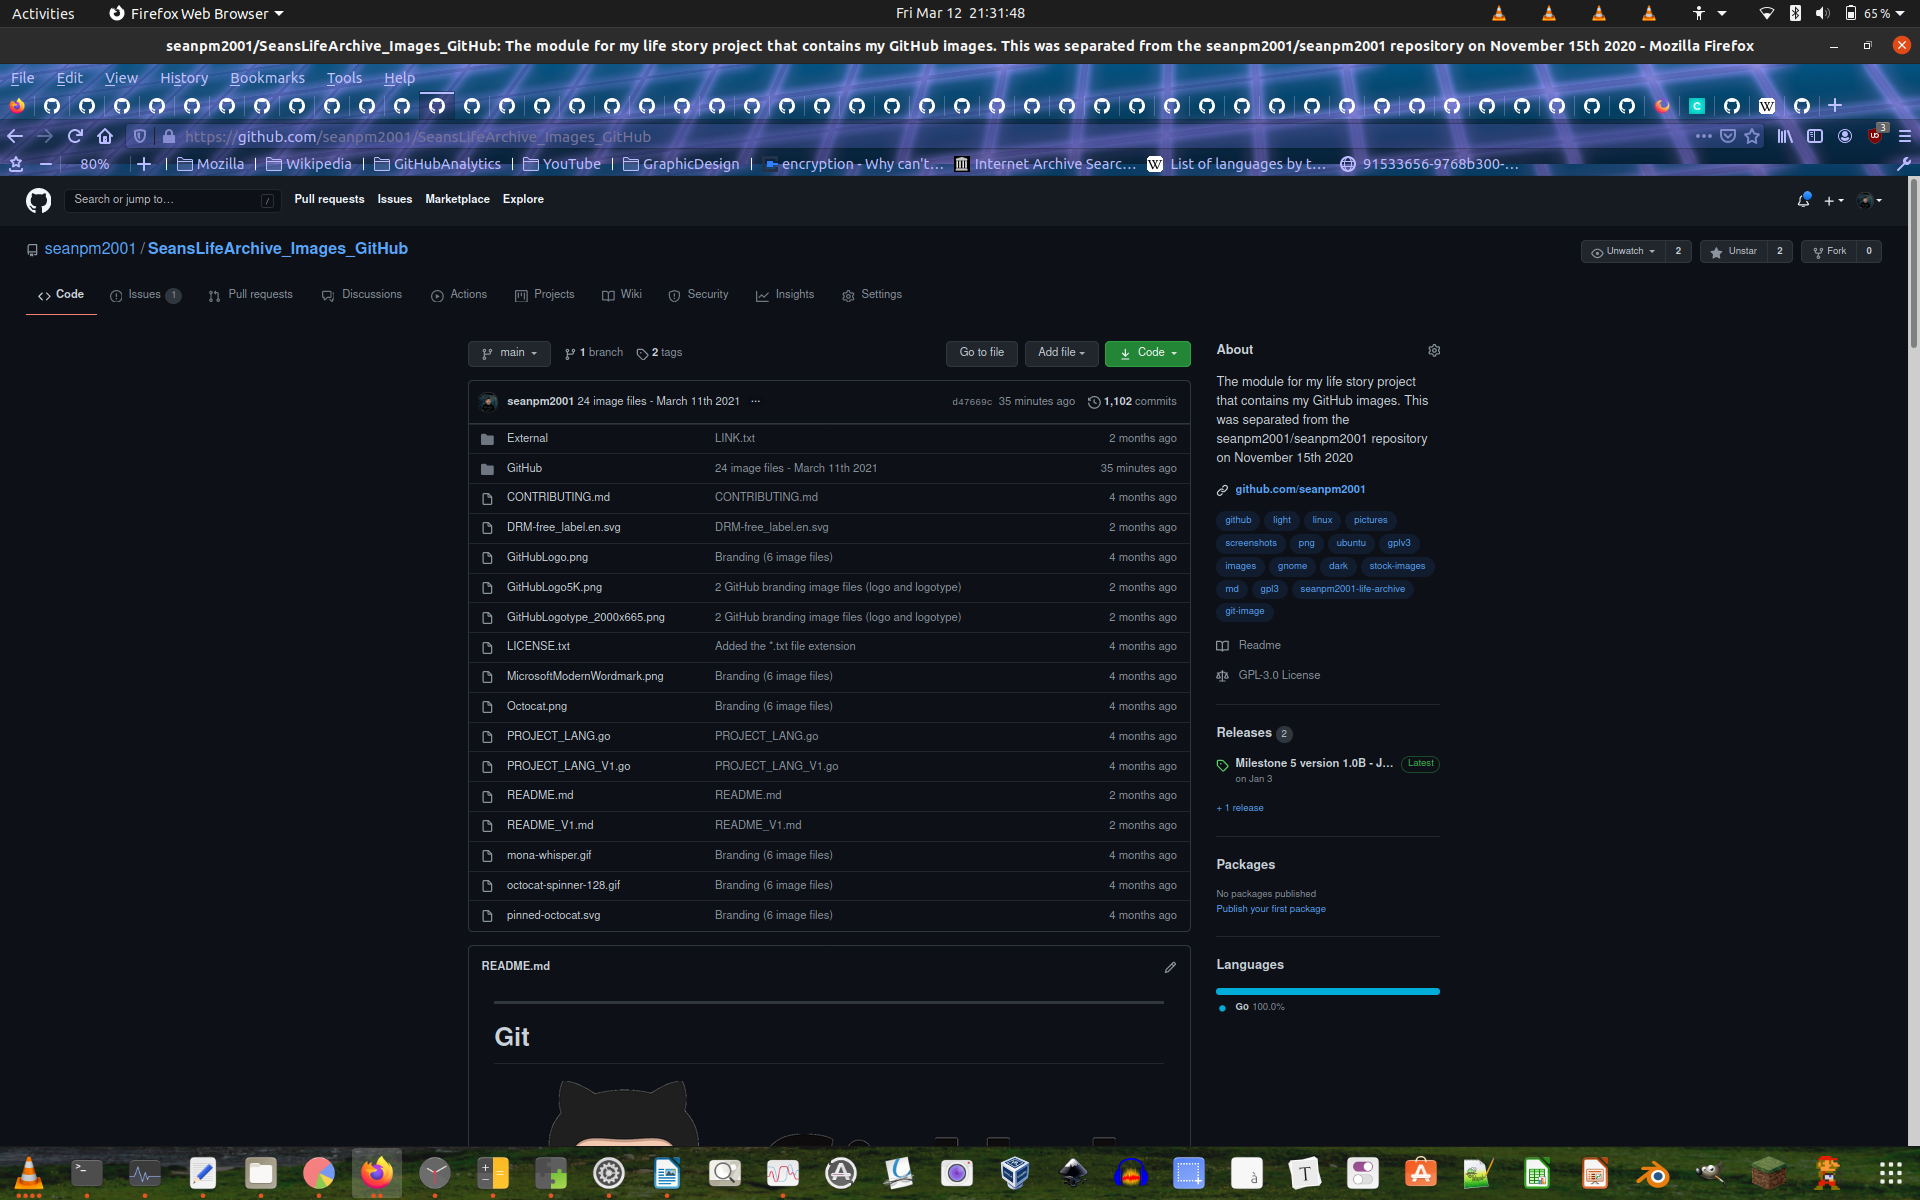 Activities Firefox Web Browser Fri Mar 12 21:31:48 65 %
seanpm2001/SeansLifeArchive_Images_GitHub: The module for my life story project that contains my GitHub images. This was separated from the seanpm2001/seanpm2001 repository on November 15th 2020 - Mozilla Firefox
File Edit View History Bookmarks Tools Help
https://github.com/seanpm2001/SeansLifeArchive_Images_GitHub 3
80% Mozilla Wikipedia GitHubAnalytics YouTube GraphicDesign encryption - Why can't… Internet Archive Searc… List of languages by t… 91533656-9768b300-…
Search or jump to… / Pull requests Issues Marketplace Explore
seanpm2001 / SeansLifeArchive_Images_GitHub Unwatch 2 Unstar 2 Fork 0
Code Issues 1 Pull requests Discussions Actions Projects Wiki Security Insights Settings
main 1 branch 2 tags Go to file Add file Code
seanpm2001 24 image files - March 11th 2021 ··· d47669c 35 minutes ago 1,102 commits
External LINK.txt 2 months ago
GitHub 24 image files - March 11th 2021 35 minutes ago
CONTRIBUTING.md CONTRIBUTING.md 4 months ago
DRM-free_label.en.svg DRM-free_label.en.svg 2 months ago
GitHubLogo.png Branding (6 image files) 4 months ago
GitHubLogo5K.png 2 GitHub branding image files (logo and logotype) 2 months ago
GitHubLogotype_2000x665.png 2 GitHub branding image files (logo and logotype) 2 months ago
LICENSE.txt Added the *.txt file extension 4 months ago
MicrosoftModernWordmark.png Branding (6 image files) 4 months ago
Octocat.png Branding (6 image files) 4 months ago
PROJECT_LANG.go PROJECT_LANG.go 4 months ago
PROJECT_LANG_V1.go PROJECT_LANG_V1.go 4 months ago
README.md README.md 2 months ago
README_V1.md README_V1.md 2 months ago
mona-whisper.gif Branding (6 image files) 4 months ago
octocat-spinner-128.gif Branding (6 image files) 4 months ago
pinned-octocat.svg Branding (6 image files) 4 months ago
README.md
Git
About
The module for my life story project
that contains my GitHub images. This
was separated from the
seanpm2001/seanpm2001 repository
on November 15th 2020
github.com/seanpm2001
github light linux pictures
screenshots png ubuntu gplv3
images gnome dark stock-images
md gpl3 seanpm2001-life-archive
git-image
Readme
GPL-3.0 License
Releases 2
Milestone 5 version 1.0B - J... Latest
on Jan 3
+ 1 release
Packages
No packages published
Publish your first package
Languages
Go 100.0%